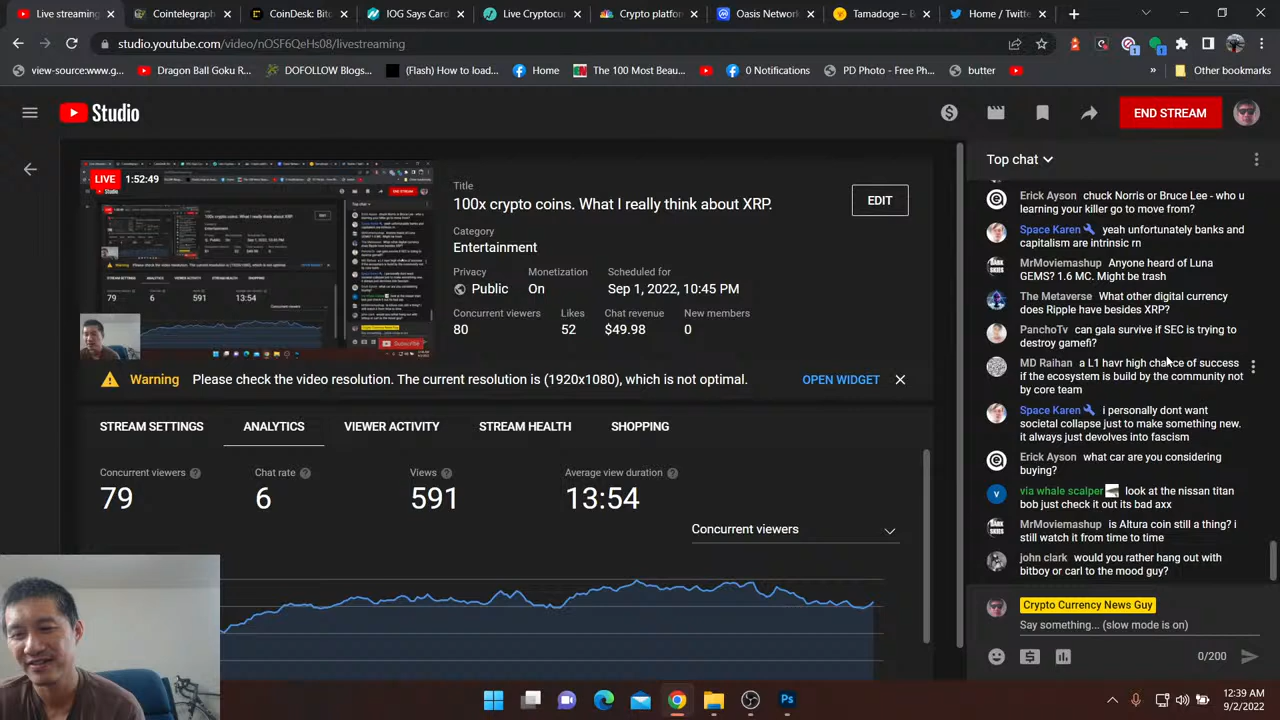 Live streaming
Cointelegraph
CoinDesk: Bitc
IOG Says Card
Live Cryptocur
Crypto platfor
Oasis Network
Tamadoge – B
Home / Twitte
studio.youtube.com/video/nOSF6QeHs08/livestreaming
view-source:www.g...
Dragon Ball Goku R...
DOFOLLOW Blogs...
(Flash) How to load...
Home
The 100 Most Beau...
0 Notifications
PD Photo - Free Ph...
butter
»
Other bookmarks
Studio
END STREAM
LIVE 1:52:49
Title
100x crypto coins. What I really think about XRP.
EDIT
Category
Entertainment
Monetization
Public
On
Sep 1, 2022, 10:45 PM
Concurrent viewers
80
52
$49.98
New members
0
Warning Please check the video resolution. The current resolution is (1920x1080), which is not optimal.
OPEN WIDGET
STREAM SETTINGS
ANALYTICS
VIEWER ACTIVITY
STREAM HEALTH
SHOPPING
Concurrent viewers
79
Chat rate
6
Views
591
Average view duration
13:54
Concurrent viewers
Top chat
Erick Ayson chuck Norris or Bruce Lee - who u
learning your killer go to move from?
Space Karen yeah unfortunately banks and
capitale must coexsic rn
MrMoviemashup Anyone heard of Luna
GEMS? 1.6 MC. Might be trash
The Metaverse What other digital currency
does Ripple have besides XRP?
PanchoTv can gala survive if SEC is trying to
destroy gamefi?
MD Raihan a L1 havr high chance of success
if the ecosystem is build by the community not
by core team
Space Karen i personally dont want
societal collapse just to make something new.
it always just devolves into fascism
Erick Ayson what car are you considering
buying?
via whale scalper look at the nissan titan
bob just check it out its bad axx
MrMoviemashup is Altura coin still a thing? i
still watch it from time to time
john clark would you rather hang out with
bitboy or carl to the mood guy?
Crypto Currency News Guy
Say something... (slow mode is on)
0/200
12:39 AM
9/2/2022